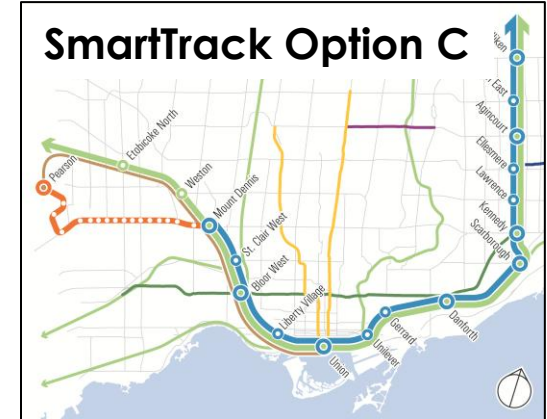 SmartTrack Option C
Pearson
Etobicoke North
Weston
Mount Dennis
St. Clair West
Bloor West
Liberty Village
Union
Unilever
Gerrard
Danforth
Scarborough
Kennedy
Lawrence
Ellesmere
Agincourt
East